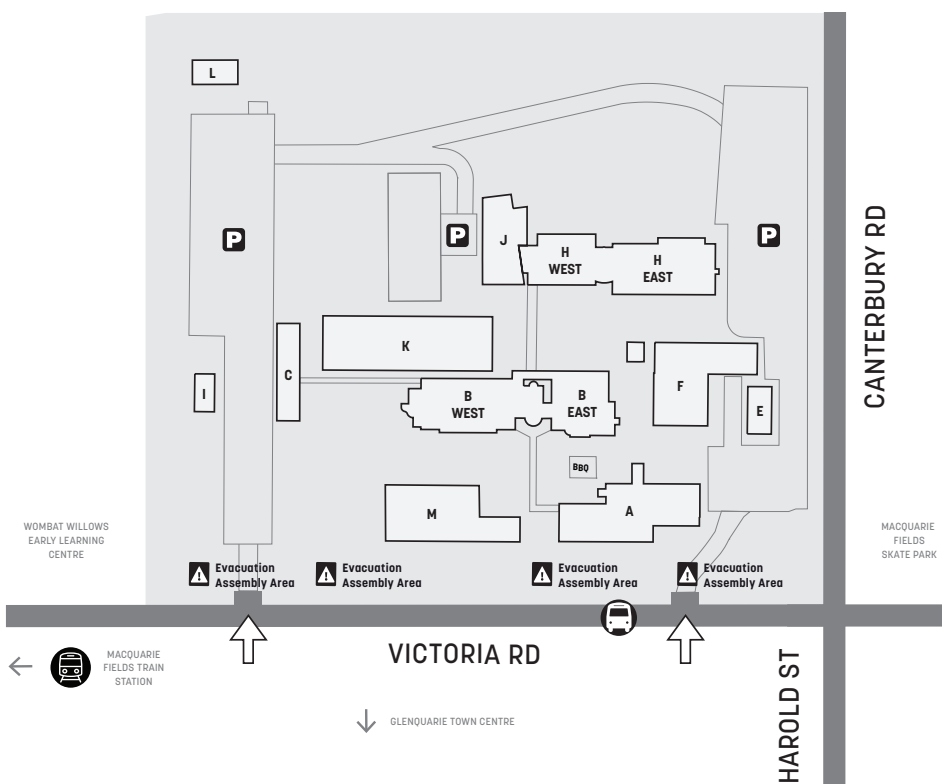 L
P
P
P
J
H
WEST
H
EAST
CANTERBURY RD
K
C
I
B
WEST
B
EAST
F
E
BBQ
M
A
WOMBAT WILLOWS
EARLY LEARNING
CENTRE
MACQUARIE
FIELDS
SKATE PARK
Evacuation
Assembly Area
Evacuation
Assembly Area
Evacuation
Assembly Area
Evacuation
Assembly Area
VICTORIA RD
MACQUARIE
FIELDS TRAIN
STATION
HAROLD ST
GLENQUARIE TOWN CENTRE